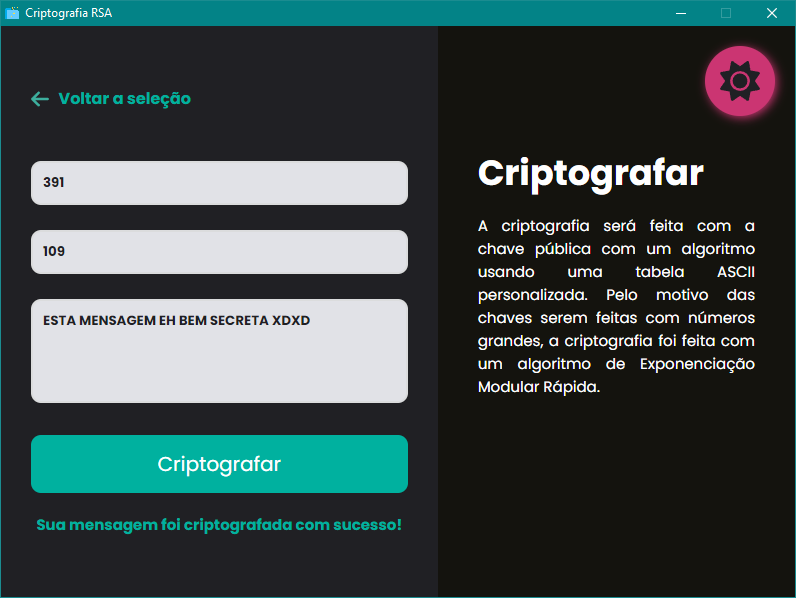 Criptografia RSA
Voltar a seleção
391
109
ESTA MENSAGEM EH BEM SECRETA XDXD
Criptografar
Sua mensagem foi criptografada com sucesso!
Criptografar
A criptografia será feita com a
chave pública com um algoritmo
usando uma tabela ASCII
personalizada. Pelo motivo das
chaves serem feitas com números
grandes, a criptografia foi feita com
um algoritmo de Exponenciação
Modular Rápida.